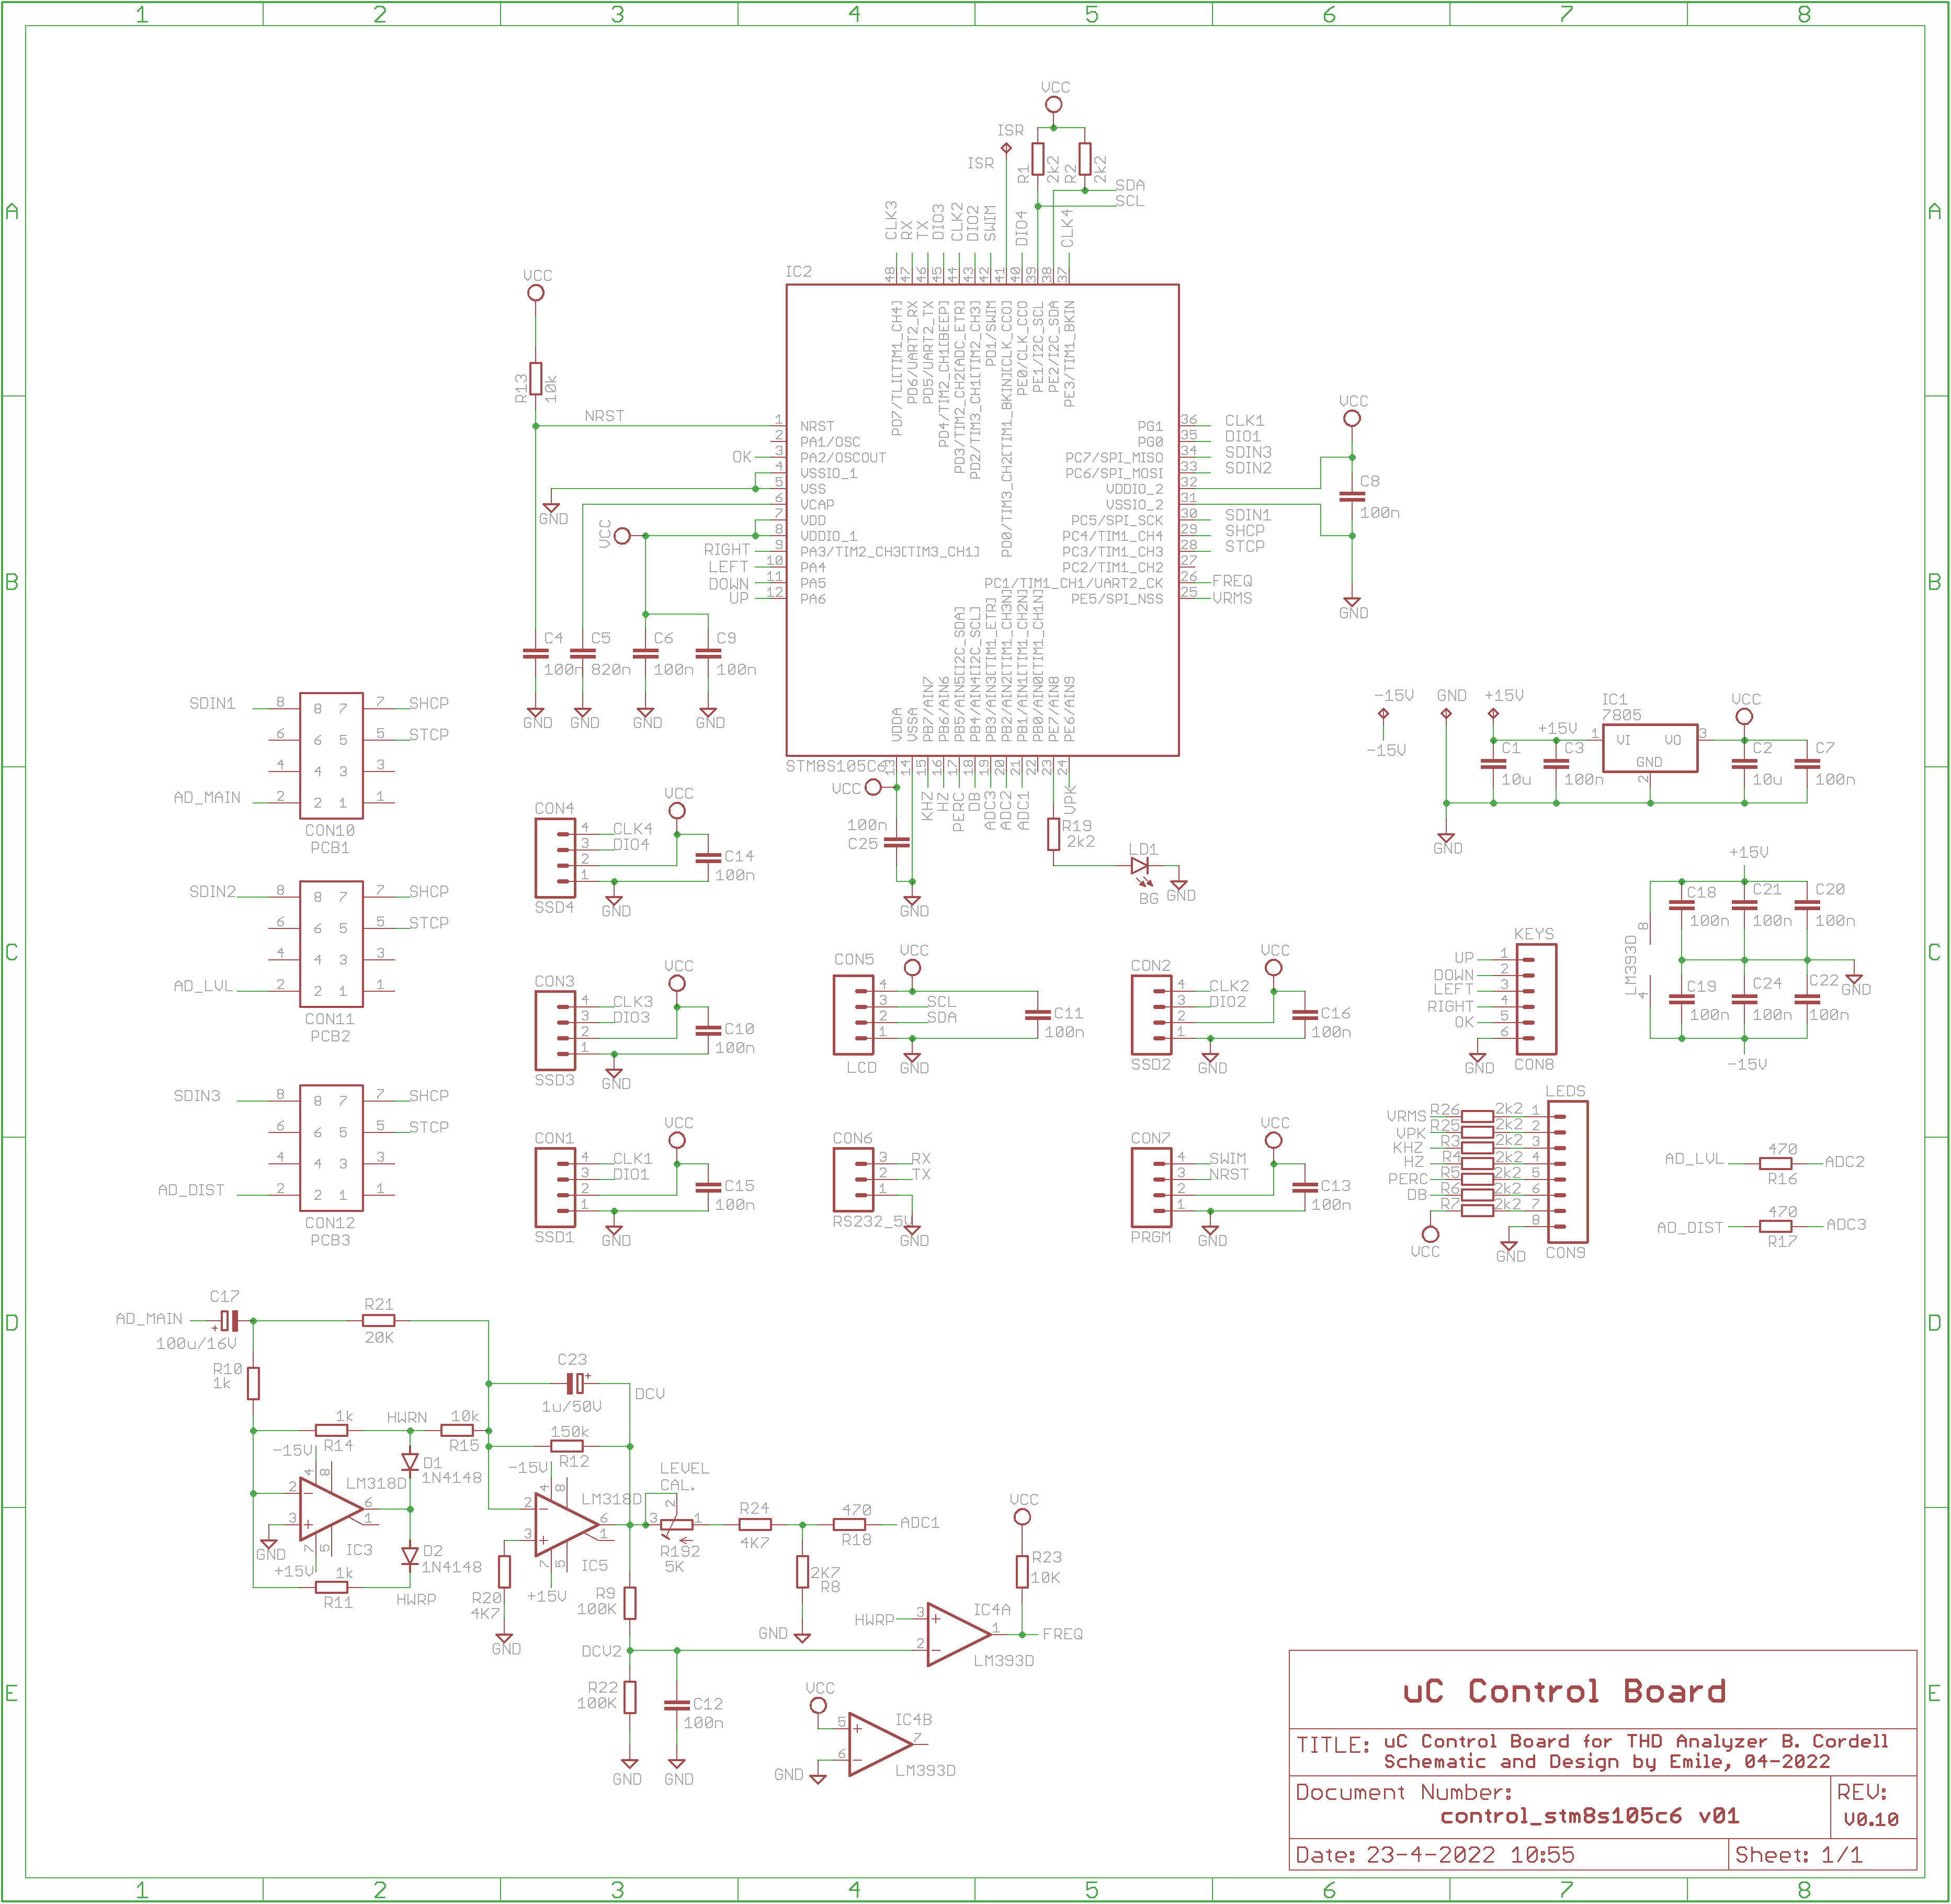 1 2 3 4 5 6 7 8
A A
B B
C C
D D
E E
1 2 3 4 5 6 7 8
VCC
ISR
ISR
R1 2k2 R2 2k2
SDA
SCL
CLK3 RX TX DIO3 CLK2 DIO2 SWIM DIO4 CLK4
48 47 46 45 44 43 42 41 40 39 38 37
IC2
PD7/TLI[TIM1_CH4]
PD6/UART2_RX
PD5/UART2_TX
PD4/TIM2_CH1[BEEP]
PD3/TIM2_CH2[ADC_ETR]
PD2/TIM3_CH1[TIM2_CH3]
PD1/SWIM
PD0/TIM3_CH2[TIM1_BKIN][CLK_CCO]
PE0/CLK_CCO
PE1/I2C_SCL
PE2/I2C_SDA
PE3/TIM1_BKIN
VCC
R13 10k
NRST
1 NRST
2 PA1/OSC
OK 3 PA2/OSCOUT
4 VSSIO_1
5 VSS
6 VCAP
7 VDD
8 VDDIO_1
RIGHT 9 PA3/TIM2_CH3[TIM3_CH1]
LEFT 10 PA4
DOWN 11 PA5
UP 12 PA6
GND
VCC
PG1 36 CLK1
PG0 35 DIO1
PC7/SPI_MISO 34 SDIN3
PC6/SPI_MOSI 33 SDIN2
VDDIO_2 32
VSSIO_2 31
PC5/SPI_SCK 30 SDIN1
PC4/TIM1_CH4 29 SHCP
PC3/TIM1_CH3 28 STCP
PC2/TIM1_CH2 27
PC1/TIM1_CH1/UART2_CK 26 FREQ
PE5/SPI_NSS 25 VRMS
VCC
C8
100n
GND
C4 C5 C6 C9
100n 820n 100n 100n
GND GND GND GND
VDDA
VSSA
PB7/AIN7
PB6/AIN6
PB5/AIN5[I2C_SDA]
PB4/AIN4[I2C_SCL]
PB3/AIN3[TIM1_ETR]
PB2/AIN2[TIM1_CH3N]
PB1/AIN1[TIM1_CH2N]
PB0/AIN0[TIM1_CH1N]
PE7/AIN8
PE6/AIN9
STM8S105C6
13 14 15 16 17 18 19 20 21 22 23 24
VCC
KHZ HZ PERC DB ADC3 ADC2 ADC1 VPK
100n
C25
GND
R19
2k2
LD1
BG
GND
SDIN1 8 8 7 7 SHCP
6 6 5 5 STCP
4 4 3 3
AD_MAIN 2 2 1 1
CON10
PCB1
SDIN2 8 8 7 7 SHCP
6 6 5 5 STCP
4 4 3 3
AD_LVL 2 2 1 1
CON11
PCB2
SDIN3 8 8 7 7 SHCP
6 6 5 5 STCP
4 4 3 3
AD_DIST 2 2 1 1
CON12
PCB3
CON4 VCC
4 CLK4
3 DIO4
2
1
C14
100n
SSD4 GND
CON3 VCC
4 CLK3
3 DIO3
2
1
C10
100n
SSD3 GND
CON1 VCC
4 CLK1
3 DIO1
2
1
C15
100n
SSD1 GND
CON5 VCC
4
3 SCL
2 SDA
1
C11
100n
LCD GND
CON6
3 RX
2 TX
1
RS232_5V
GND
CON2 VCC
4 CLK2
3 DIO2
2
1
C16
100n
SSD2 GND
CON7 VCC
4 SWIM
3 NRST
2
1
C13
100n
PRGM GND
-15V GND +15V
-15V
IC1
7805
+15V 1 VI VO 3
GND
2
VCC
C1 C3 C2 C7
10u 100n 10u 100n
GND
+15V
C18 C21 C20
100n 100n 100n
8
LM393D
4
C19 C24 C22
100n 100n 100n
GND
-15V
KEYS
UP 1
DOWN 2
LEFT 3
RIGHT 4
OK 5
6
GND CON8
LEDS
VRMS R26 2k2 1
VPK R25 2k2 2
KHZ R3 2k2 3
HZ R4 2k2 4
PERC R5 2k2 5
DB R6 2k2 6
R7 2k2 7
8
VCC GND CON9
AD_LVL 470 ADC2
R16
AD_DIST 470 ADC3
R17
AD_MAIN C17
+
100u/16V
R21
20K
R10
1k
1k
R14
HWRN
10k
R15
C23
+
1u/50V
DCV
150k
R12
-15V
4 8
LM318D
2 -
3 +
6
1
7 5
IC3
GND
+15V
D1
1N4148
D2
1N4148
1k
R11
HWRP
-15V
4 8
LM318D
2 -
3 +
6
1
7 5
IC5
+15V
R20
4K7
GND
LEVEL
CAL.
2
3 1
R192
5K
R24
4K7
470
R18
ADC1
2K7
R8
GND
R9
100K
DCV2
R22
100K
C12
100n
GND GND
VCC
R23
10K
HWRP 3 +
2 -
IC4A
1
FREQ
LM393D
VCC
5 +
6 -
IC4B
7
GND
LM393D
uC Control Board
TITLE: uC Control Board for THD Analyzer B. Cordell
Schematic and Design by Emile, 04-2022
Document Number:
control_stm8s105c6 v01
REV:
V0.10
Date: 23-4-2022 10:55
Sheet: 1/1